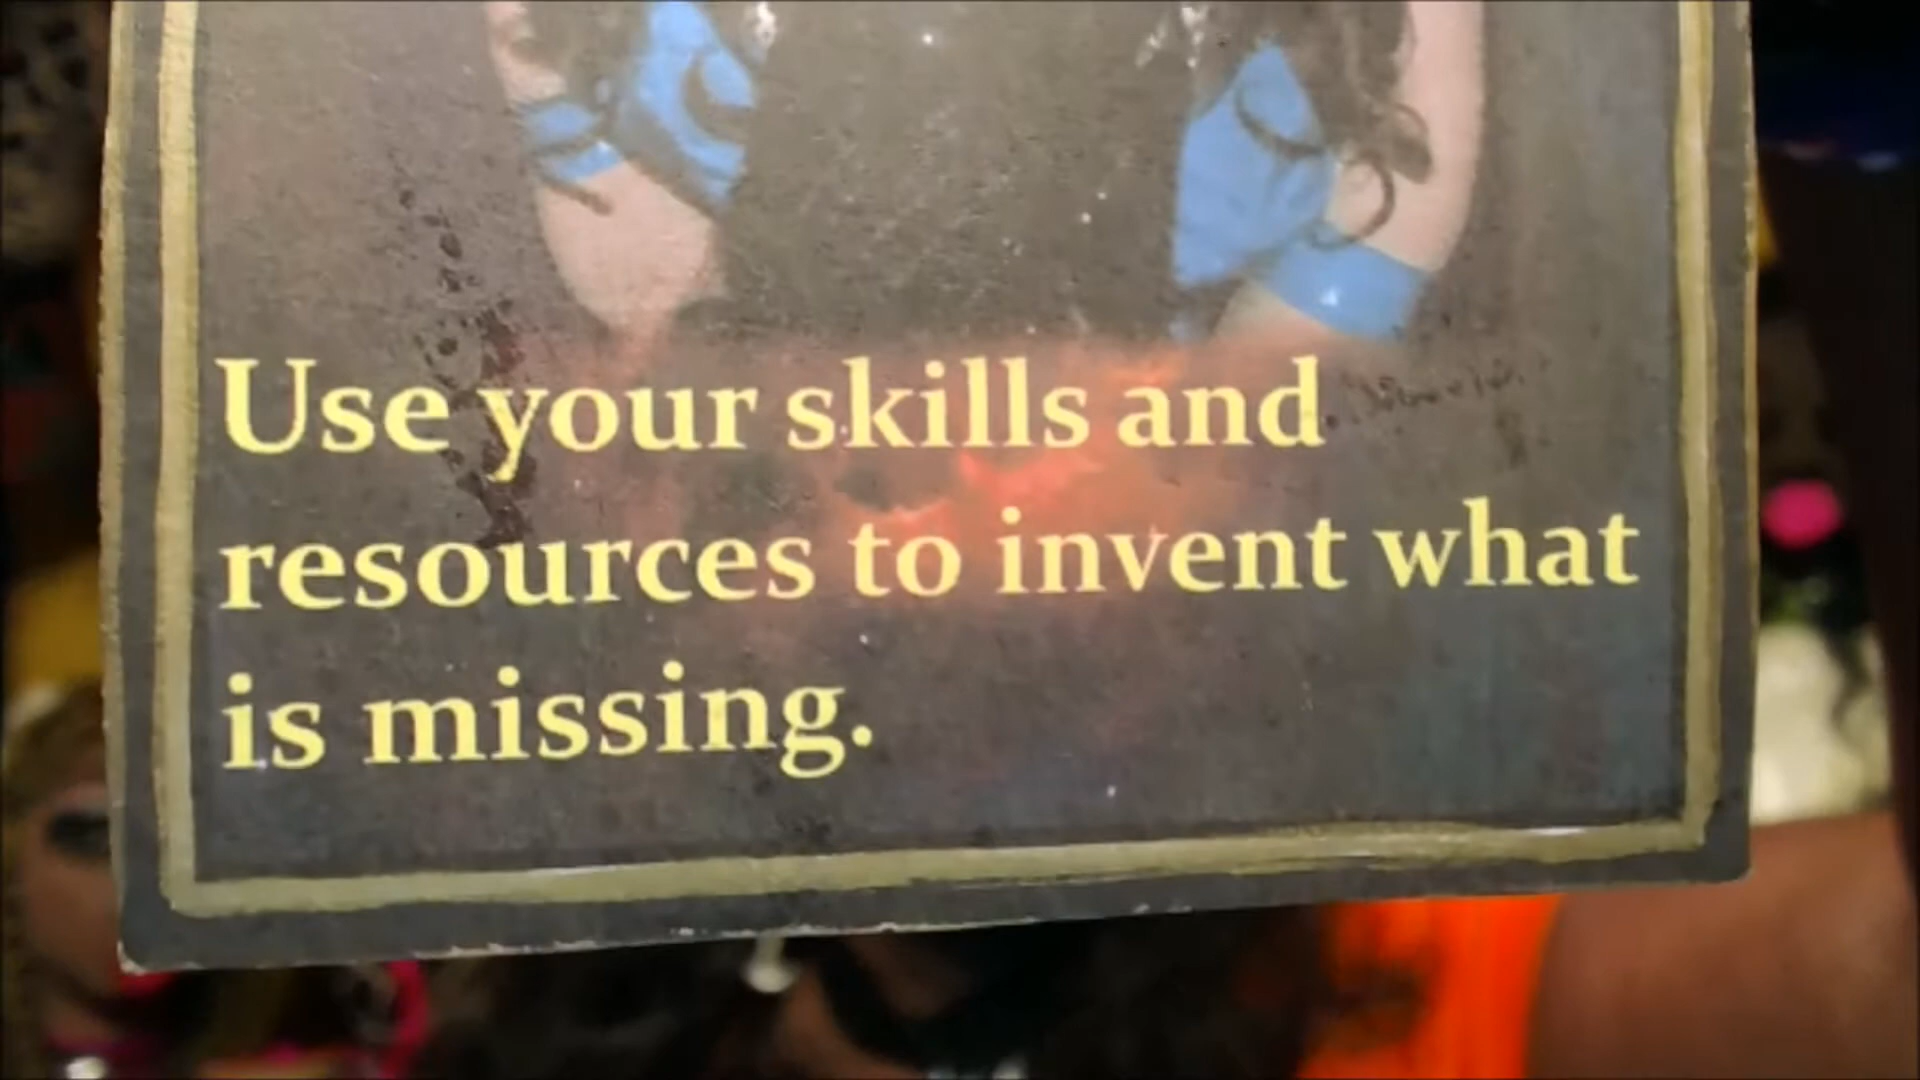 Use your skills and
resources to invent what
is missing.